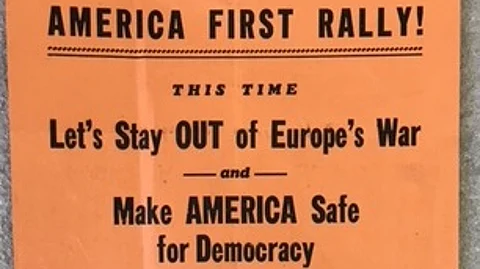 AMERICA FIRST RALLY!
THIS TIME
Let's Stay OUT of Europe's War
and
Make AMERICA Safe
for Democracy